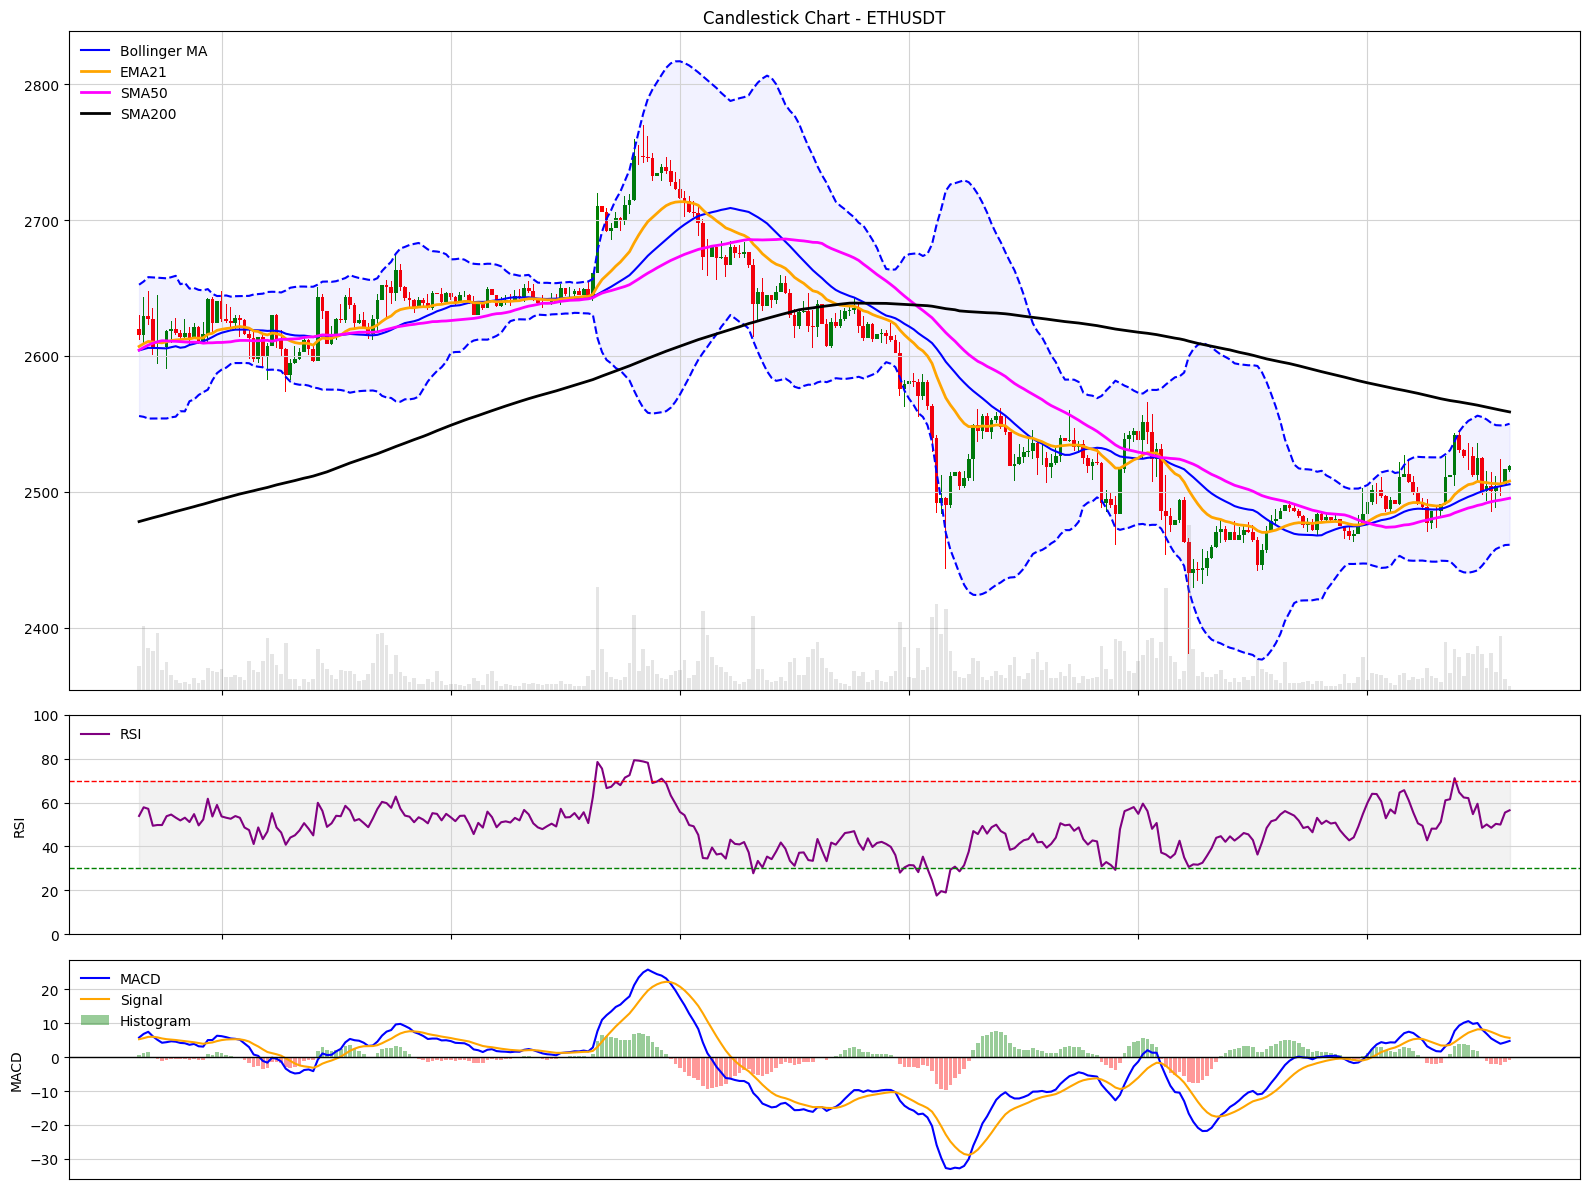 Candlestick Chart - ETHUSDT
Bollinger MA
EMA21
SMA50
SMA200
2800
2700
2600
2500
2400
RSI
100
80
60
40
20
0
RSI
MACD
Signal
Histogram
20
10
0
−10
−20
−30
MACD